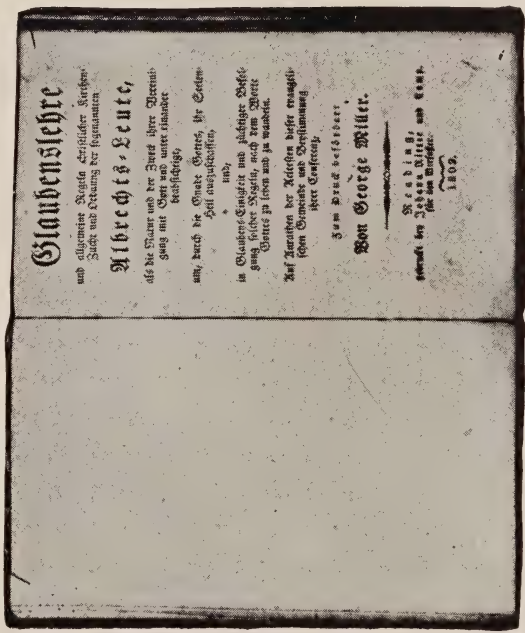 Glaubenslehre
und allgemeine Regeln christlicher Kirchen-
Zucht und Ordnung der sogenannten
Albrechts-Leute,
als die Natur und der Zweck ihrer Vereini-
gung mit Gott und unter einander
beabsichtigt,
um, durch die Gnade Gottes, ihr Seelen-
Heil auszuschaffen,
und,
in Glaubens-Einigkeit und züchtiger Befol-
gung solcher Regeln, nach dem Worte
Gottes zu leben und zu wandeln.
Auf Anrathen der Aeltesten dieser evangeli-
schen Gemeinde und Bestimmung
ihrer Conferenz,
zum Druck befördert
Von George Miller.
Reading,
gedruckt bey Johann Ritter und Comp.
für den Verfasser.
1809.